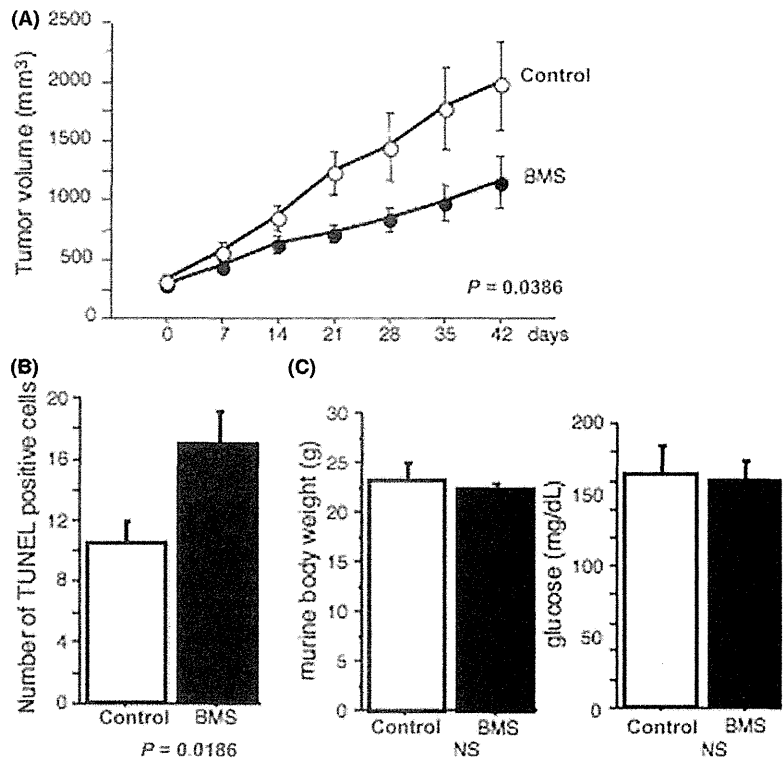 (A)
Tumor volume (mm³)
2500
2000
1500
1000
500
0
Control
BMS
P = 0.0386
0 7 14 21 28 35 42 days
(B)
Number of TUNEL positive cells
20
16
12
8
4
0
Control BMS
P = 0.0186
(C)
murine body weight (g)
30
25
20
15
10
5
0
Control BMS
NS
glucose (mg/dL)
200
150
100
50
0
Control BMS
NS